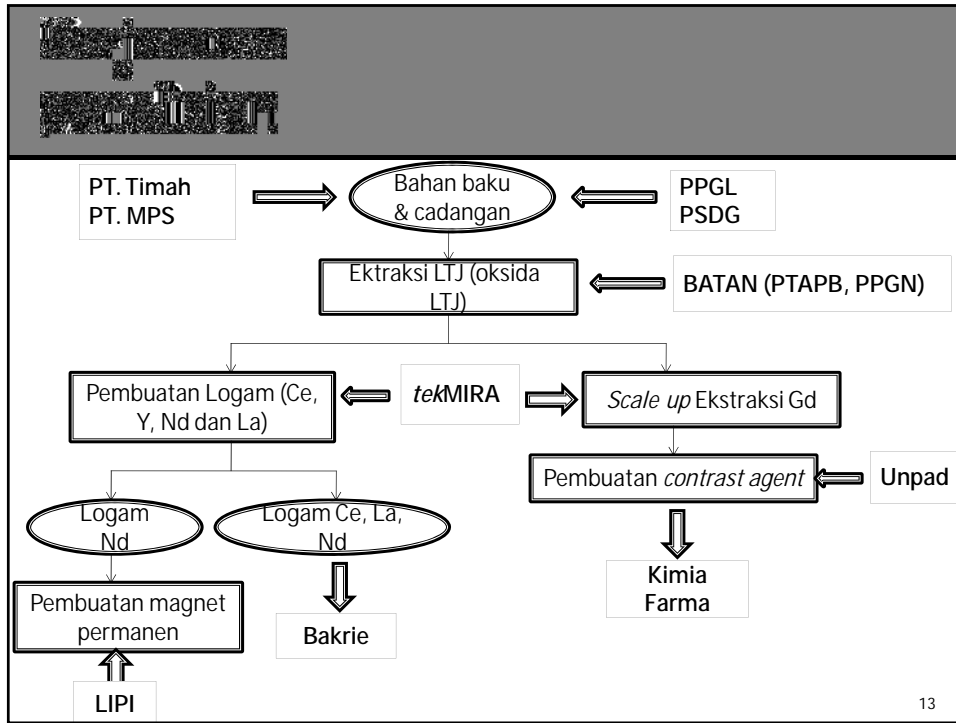 PT. Timah
PT. MPS
Bahan baku
& cadangan
PPGL
PSDG
Ektraksi LTJ (oksida
LTJ)
BATAN (PTAPB, PPGN)
Pembuatan Logam (Ce,
Y, Nd dan La)
tekMIRA
Scale up Ekstraksi Gd
Pembuatan contrast agent
Unpad
Logam
Nd
Logam Ce, La,
Nd
Kimia
Farma
Pembuatan magnet
permanen
Bakrie
LIPI
13